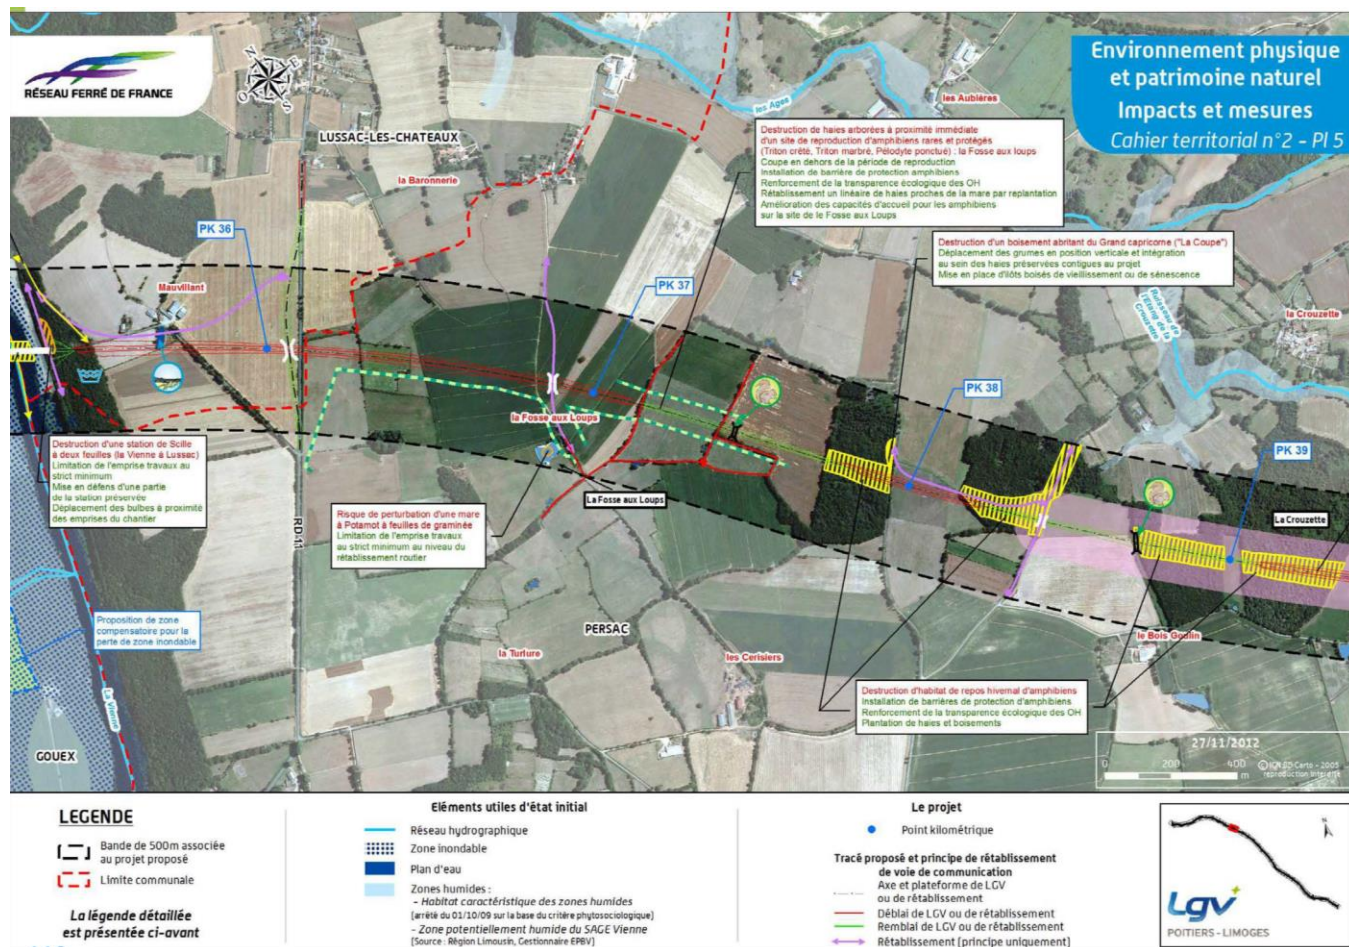 RÉSEAU FERRÉ DE FRANCE
N
E
S
O
Environnement physique
et patrimoine naturel
Impacts et mesures
Cahier territorial n°2 - Pl 5
les Ages
les Aubières
LUSSAC-LES-CHATEAUX
la Baronnerie
Destruction de haies arborées à proximité immédiate
d'un site de reproduction d'amphibiens rares et protégés
(Triton crêté, Triton marbré, Pélodyte ponctué) : la Fosse aux loups
Coupe en dehors de la période de reproduction
Installation de barrière de protection amphibiens
Renforcement de la transparence écologique des OH
Rétablissement un linéaire de haies proches de la mare par replantation
Amélioration des capacités d'accueil pour les amphibiens
sur la site de le Fosse aux Loups
PK 36
Destruction d'un boisement abritant du Grand capricorne ("La Coupe")
Déplacement des grumes en position verticale et intégration
au sein des haies préservées contigues au projet
Mise en place d'îlots boisés de vieillissement ou de sénescence
Mauvillant
PK 37
Ruisseau de
l'Etang de la
Crouzette
la Crouzette
PK 38
la Fosse aux Loups
Destruction d'une station de Scille
à deux feuilles (la Vienne à Lussac)
Limitation de l'emprise travaux au
strict minimum
Mise en défens d'une partie
de la station préservée
Déplacement des bulbes à proximité
des emprises du chantier
PK 39
La Fosse aux Loups
Risque de perturbation d'une mare
à Potamot à feuilles de graminée
Limitation de l'emprise travaux
au strict minimum au niveau du
rétablissement routier
La Crouzette
RD 11
Proposition de zone
compensatoire pour la
perte de zone inondable
PERSAC
la Turlure
les Cerisiers
le Bois Goulin
La Vienne
Destruction d'habitat de repos hivernal d'amphibiens
Installation de barrières de protection d'amphibiens
Renforcement de la transparence écologique des OH
Plantation de haies et boisements
GOUEX
27/11/2012
0 200 400 m
reproduction interdite
LEGENDE
Bande de 500m associée
au projet proposé
Limite communale
La légende détaillée
est présentée ci-avant
Eléments utiles d'état initial
Réseau hydrographique
Zone inondable
Plan d'eau
Zones humides :
- Habitat caractéristique des zones humides
[arrêté du 01/10/09 sur la base du critère phytosociologique]
- Zone potentiellement humide du SAGE Vienne
[Source : Région Limousin, Gestionnaire EPBV]
Le projet
Point kilométrique
Tracé proposé et principe de rétablissement
de voie de communication
Axe et plateforme de LGV
ou de rétablissement
Déblai de LGV ou de rétablissement
Remblai de LGV ou de rétablissement
Rétablissement [principe uniquement]
N
Lgv
POITIERS - LIMOGES